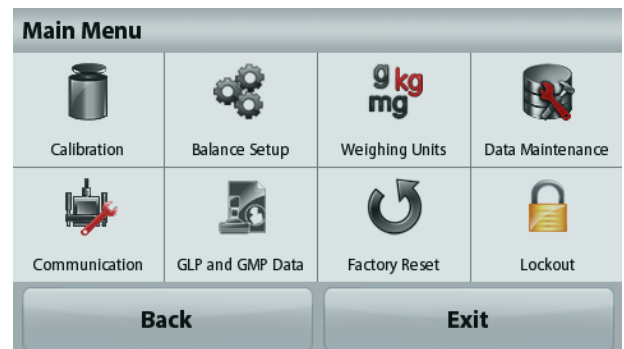 Main Menu
g kg
mg
Calibration
Balance Setup
Weighing Units
Data Maintenance
Communication
GLP and GMP Data
Factory Reset
Lockout
Back
Exit